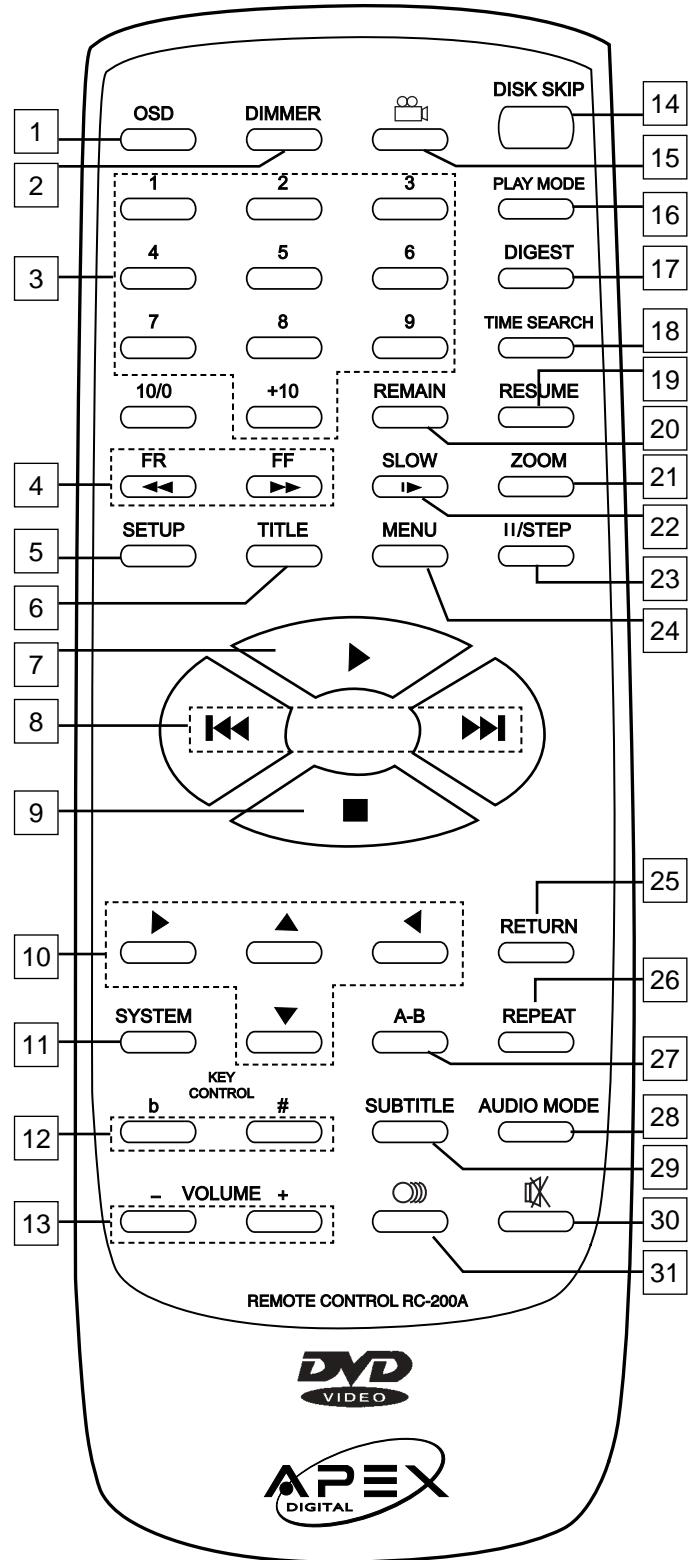 DISK SKIP
14
OSD
DIMMER
1
15
2
1
2
3
PLAY MODE
16
3
4
5
6
DIGEST
17
7
8
9
TIME SEARCH
18
19
10/0
+10
REMAIN
RESUME
20
4
FR
FF
SLOW
ZOOM
21
22
5
SETUP
TITLE
MENU
II/STEP
23
6
24
7
8
9
25
10
RETURN
26
11
SYSTEM
A-B
REPEAT
27
KEY
CONTROL
12
b
#
SUBTITLE
AUDIO MODE
28
29
13
– VOLUME +
30
31
REMOTE CONTROL RC-200A
DVD
VIDEO
APEX
DIGITAL